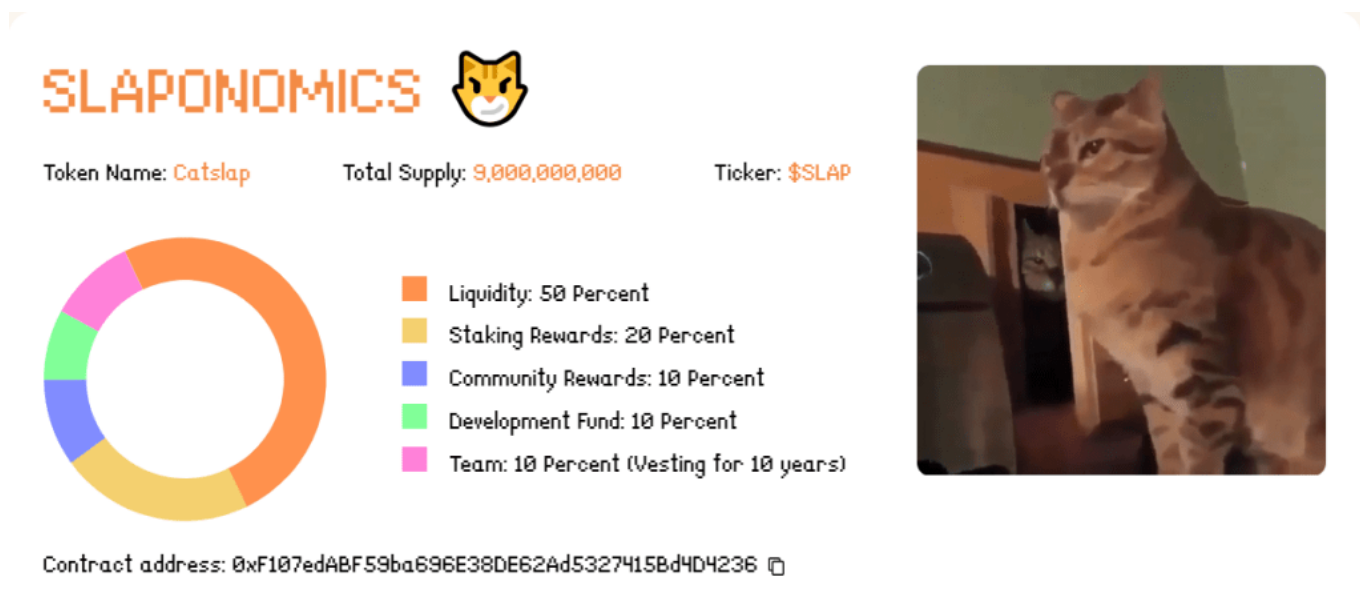 SLAPONOMICS
Token Name: Catslap Total Supply: 9,000,000,000 Ticker: $SLAP
Liquidity: 50 Percent
Staking Rewards: 20 Percent
Community Rewards: 10 Percent
Development Fund: 10 Percent
Team: 10 Percent (Vesting for 10 years)
Contract address: 0xF107edABF59ba696E38DE62Ad5327415Bd4D4236